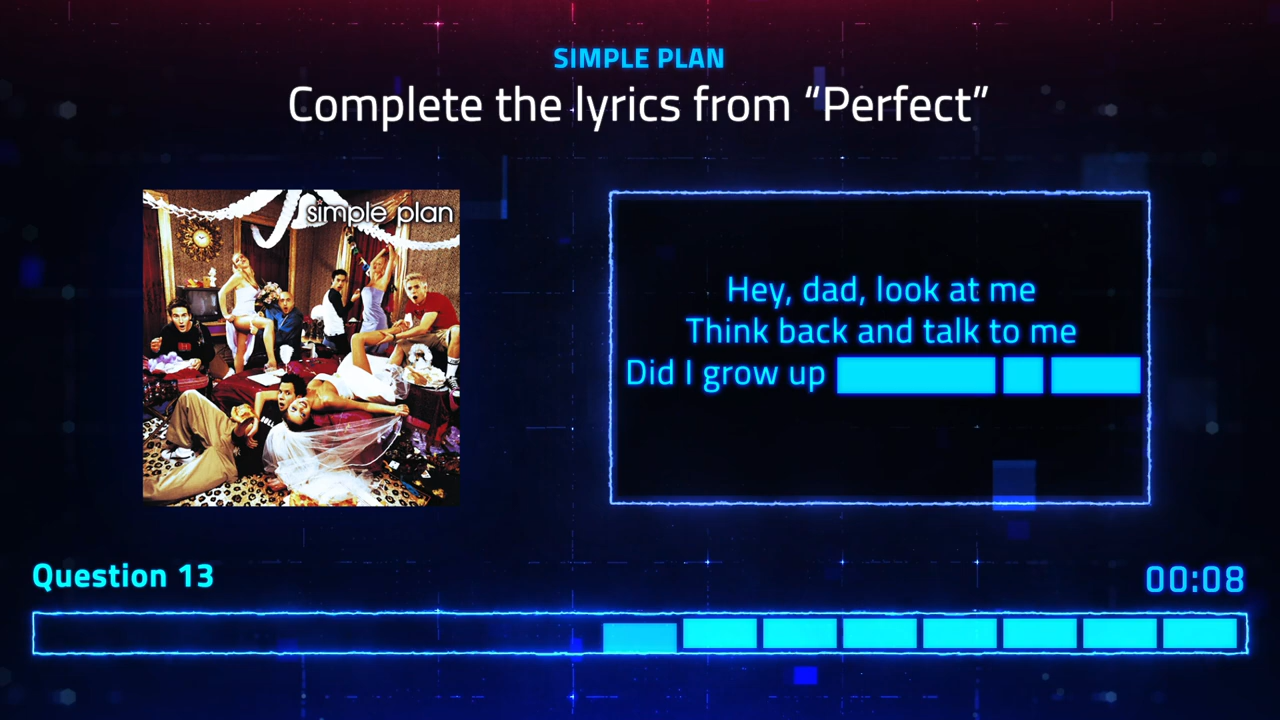 SIMPLE PLAN
Complete the lyrics from “Perfect”
simple plan
Hey, dad, look at me
Think back and talk to me
Did I grow up
Question 13
00:08